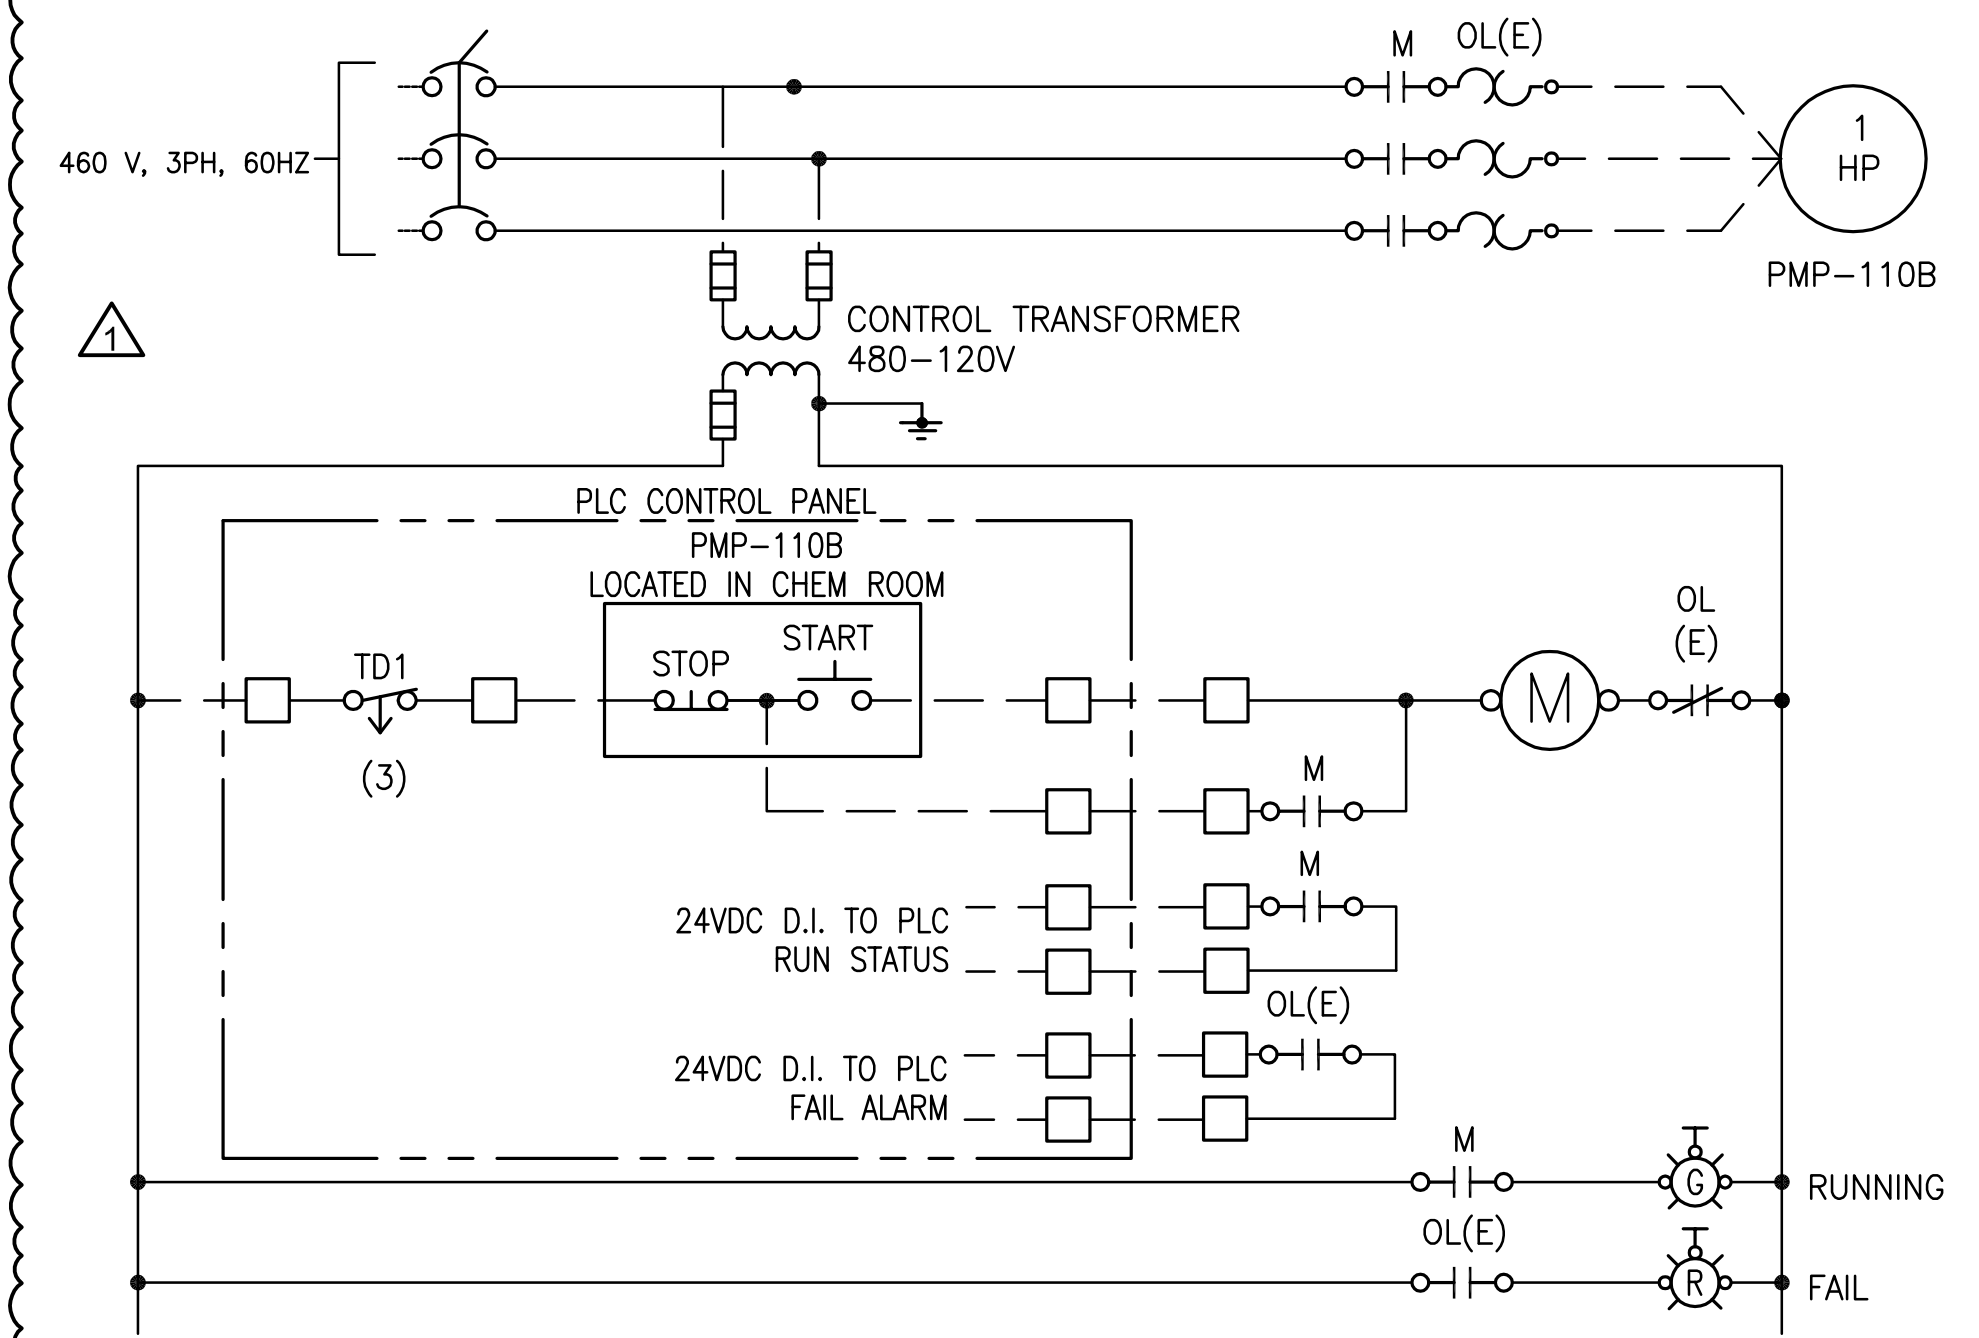 M
OL(E)
460 V, 3PH, 60HZ
1
HP
PMP-110B
1
CONTROL TRANSFORMER
480-120V
PLC CONTROL PANEL
PMP-110B
LOCATED IN CHEM ROOM
TD1
(3)
STOP
START
M
OL
(E)
M
M
24VDC D.I. TO PLC
RUN STATUS
OL(E)
24VDC D.I. TO PLC
FAIL ALARM
M
G
RUNNING
OL(E)
R
FAIL